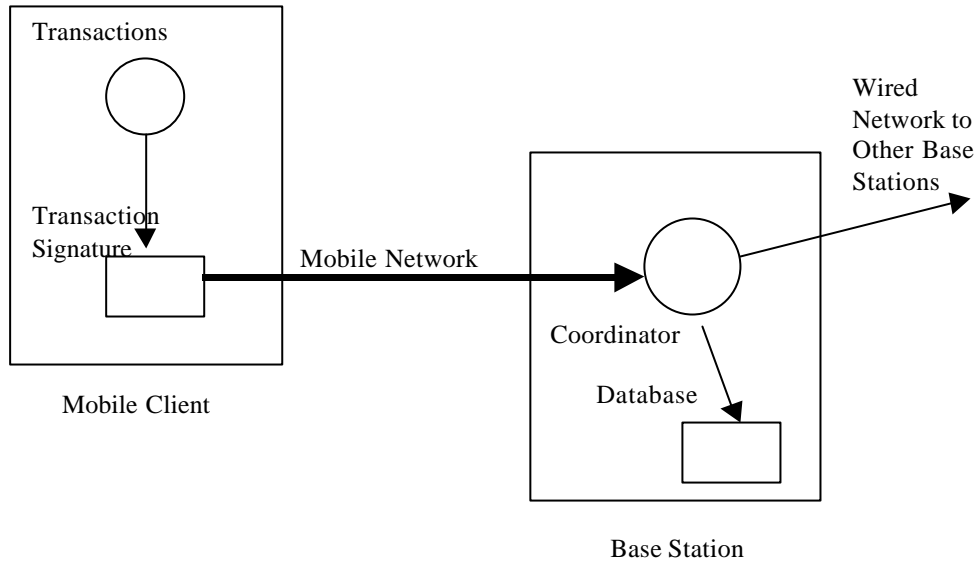 Transactions
Transaction
Signature
Mobile Client
Mobile Network
Coordinator
Database
Base Station
Wired
Network to
Other Base
Stations